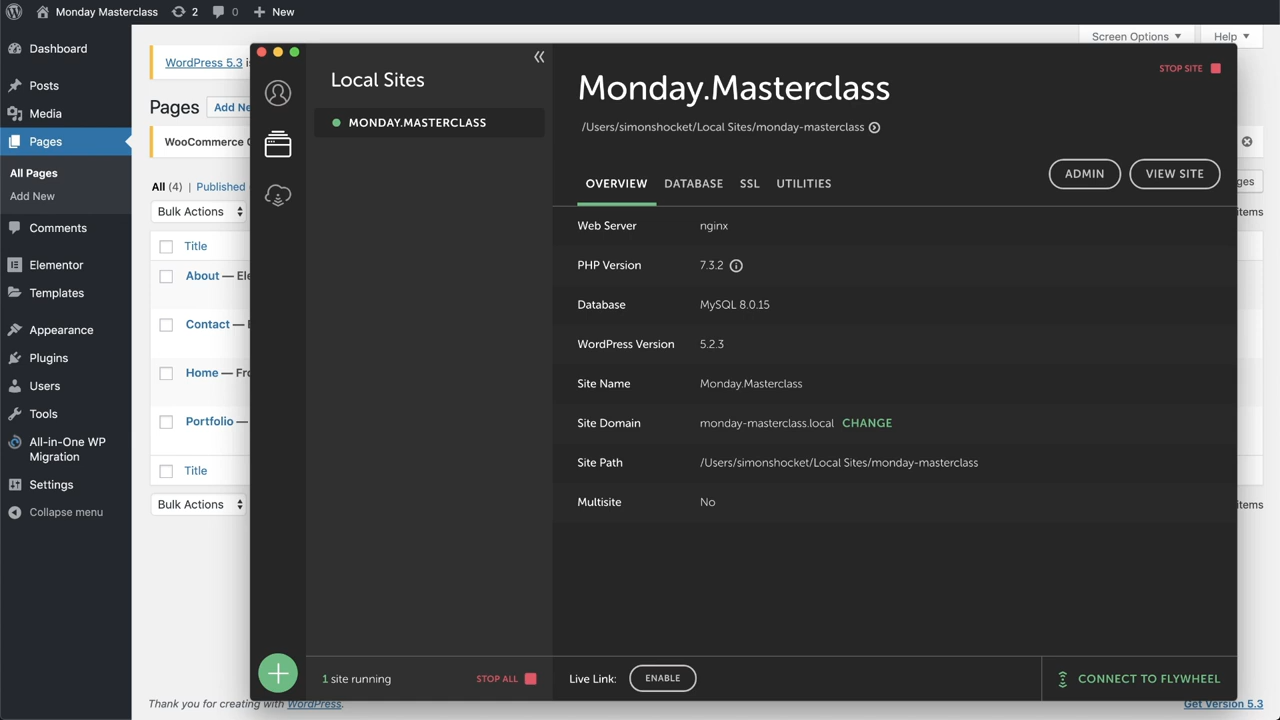 Monday Masterclass 2 0 New
Screen Options Help
Dashboard
Posts
Media
Pages
All Pages
Add New
Comments
Elementor
Templates
Appearance
Plugins
Users
Tools
All-in-One WP
Migration
Settings
Collapse menu
WordPress 5.3
Pages Add Ne
WooCommerce
All (4) | Published
Bulk Actions
Title
About — Ele
Contact —
Home — Fro
Portfolio —
Title
Bulk Actions
ges
items
items
Thank you for creating with WordPress.
Get Version 5.3
Local Sites
MONDAY.MASTERCLASS
1 site running
STOP ALL
Monday.Masterclass
STOP SITE
/Users/simonshocket/Local Sites/monday-masterclass
ADMIN VIEW SITE
OVERVIEW DATABASE SSL UTILITIES
Web Server nginx
PHP Version 7.3.2
Database MySQL 8.0.15
WordPress Version 5.2.3
Site Name Monday.Masterclass
Site Domain monday-masterclass.local CHANGE
Site Path /Users/simonshocket/Local Sites/monday-masterclass
Multisite No
Live Link: ENABLE
CONNECT TO FLYWHEEL